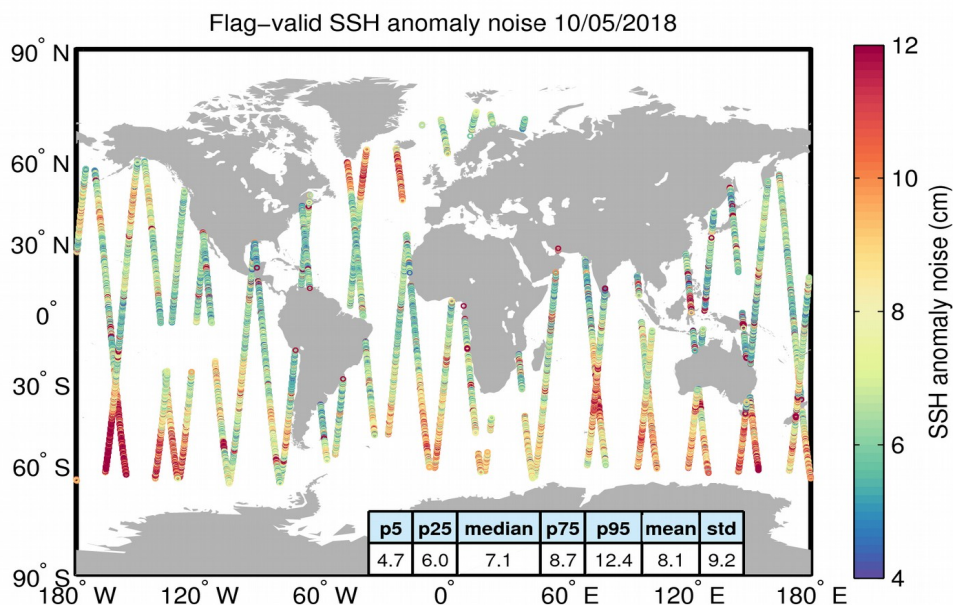 Flag−valid SSH anomaly noise 10/05/2018
90° N
60° N
30° N
0°
30° S
60° S
90° S
180° W
120° W
60° W
0°
60° E
120° E
180° E
12
10
8
6
4
SSH anomaly noise (cm)
p5 p25 median p75 p95 mean std
4.7 6.0 7.1 8.7 12.4 8.1 9.2